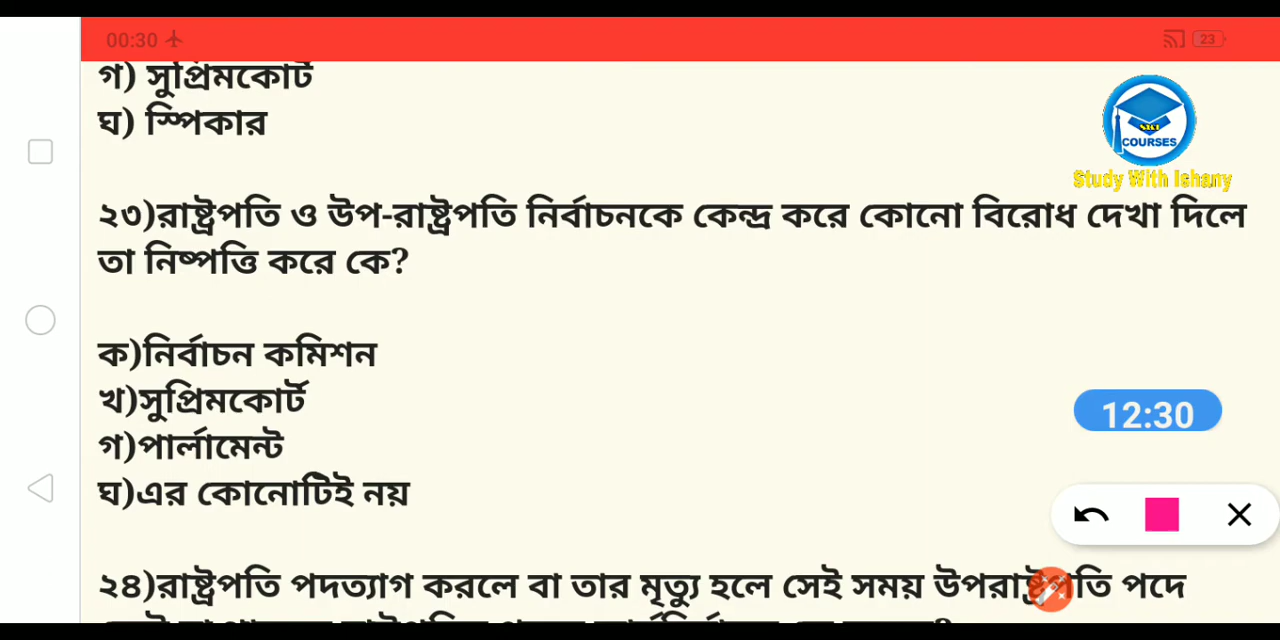 00:30
23
গ) সুপ্রিমকোর্ট
ঘ) স্পিকার
COURSES
Study With Ishany
২৩)রাষ্ট্রপতি ও উপ-রাষ্ট্রপতি নির্বাচনকে কেন্দ্র করে কোনো বিরোধ দেখা দিলে
তা নিষ্পত্তি করে কে?
ক)নির্বাচন কমিশন
খ)সুপ্রিমকোর্ট
গ)পার্লামেন্ট
ঘ)এর কোনোটিই নয়
12:30
২৪)রাষ্ট্রপতি পদত্যাগ করলে বা তার মৃত্যু হলে সেই সময় উপরাষ্ট্রপতি পদে